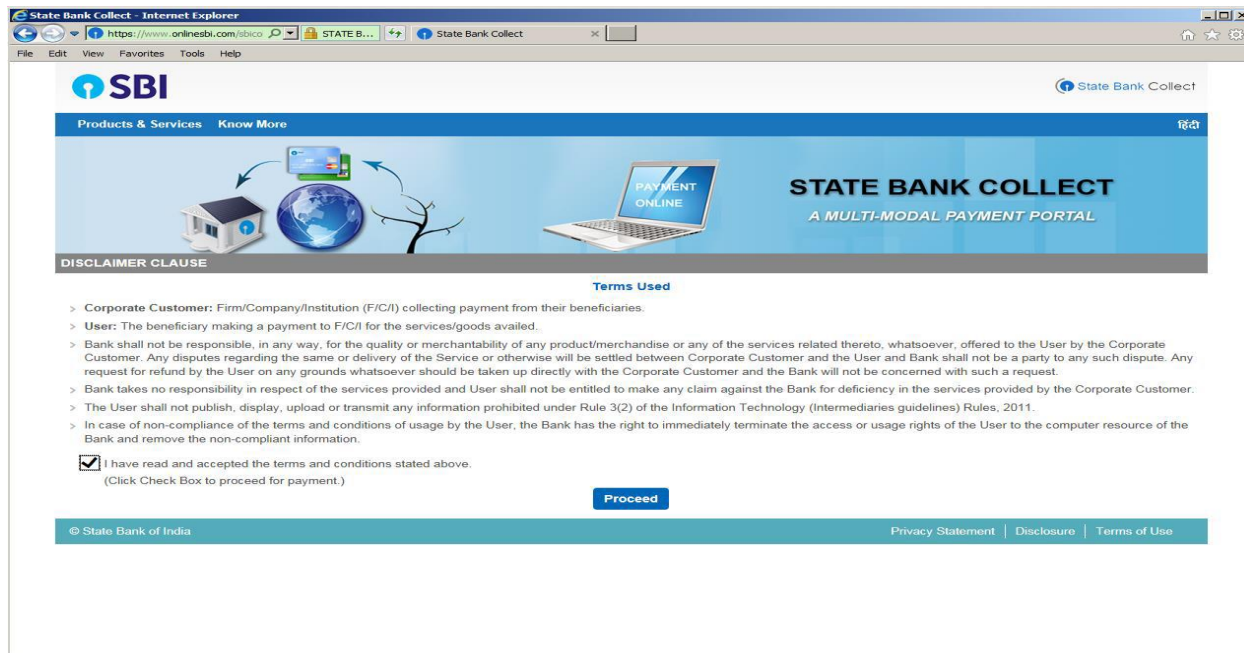 State Bank Collect - Internet Explorer
https://www.onlinesbi.com/sbico STATE B... State Bank Collect
File Edit View Favorites Tools Help
SBI
State Bank Collect
Products & Services Know More हिंदी
PAYMENT
ONLINE
STATE BANK COLLECT
A MULTI-MODAL PAYMENT PORTAL
DISCLAIMER CLAUSE
Terms Used
> Corporate Customer: Firm/Company/Institution (F/C/I) collecting payment from their beneficiaries.
> User: The beneficiary making a payment to F/C/I for the services/goods availed.
> Bank shall not be responsible, in any way, for the quality or merchantability of any product/merchandise or any of the services related thereto, whatsoever, offered to the User by the Corporate
Customer. Any disputes regarding the same or delivery of the Service or otherwise will be settled between Corporate Customer and the User and Bank shall not be a party to any such dispute. Any
request for refund by the User on any grounds whatsoever should be taken up directly with the Corporate Customer and the Bank will not be concerned with such a request.
> Bank takes no responsibility in respect of the services provided and User shall not be entitled to make any claim against the Bank for deficiency in the services provided by the Corporate Customer.
> The User shall not publish, display, upload or transmit any information prohibited under Rule 3(2) of the Information Technology (Intermediaries guidelines) Rules, 2011.
> In case of non-compliance of the terms and conditions of usage by the User, the Bank has the right to immediately terminate the access or usage rights of the User to the computer resource of the
Bank and remove the non-compliant information.
I have read and accepted the terms and conditions stated above.
(Click Check Box to proceed for payment.)
Proceed
© State Bank of India Privacy Statement | Disclosure | Terms of Use